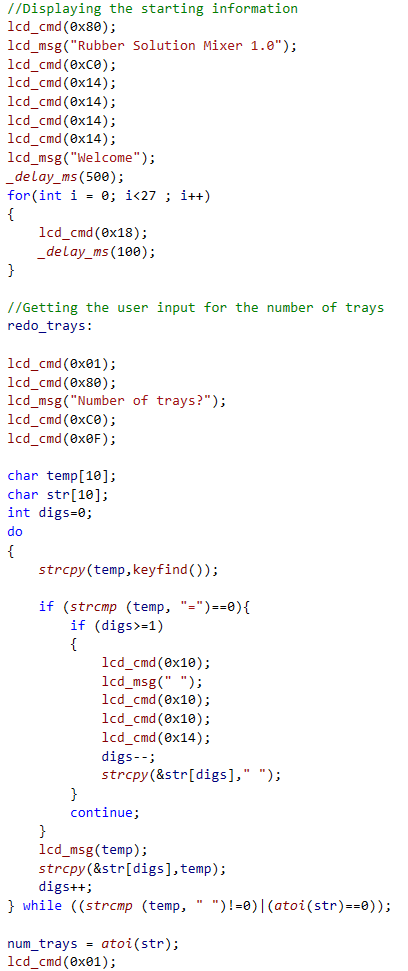 //Displaying the starting information
lcd_cmd(0x80);
lcd_msg("Rubber Solution Mixer 1.0");
lcd_cmd(0xC0);
lcd_cmd(0x14);
lcd_cmd(0x14);
lcd_cmd(0x14);
lcd_cmd(0x14);
lcd_msg("Welcome");
_delay_ms(500);
for(int i = 0; i<27 ; i++)
{
    lcd_cmd(0x18);
    _delay_ms(100);
}

//Getting the user input for the number of trays
redo_trays:

lcd_cmd(0x01);
lcd_cmd(0x80);
lcd_msg("Number of trays?");
lcd_cmd(0xC0);
lcd_cmd(0x0F);

char temp[10];
char str[10];
int digs=0;
do
{
    strcpy(temp,keyfind());

    if (strcmp (temp, "=")==0){
        if (digs>=1)
        {
            lcd_cmd(0x10);
            lcd_msg(" ");
            lcd_cmd(0x10);
            lcd_cmd(0x10);
            lcd_cmd(0x14);
            digs--;
            strcpy(&str[digs]," ");
        }
        continue;
    }
    lcd_msg(temp);
    strcpy(&str[digs],temp);
    digs++;
} while ((strcmp (temp, " ")!=0)|(atoi(str)==0));

num_trays = atoi(str);
lcd_cmd(0x01);